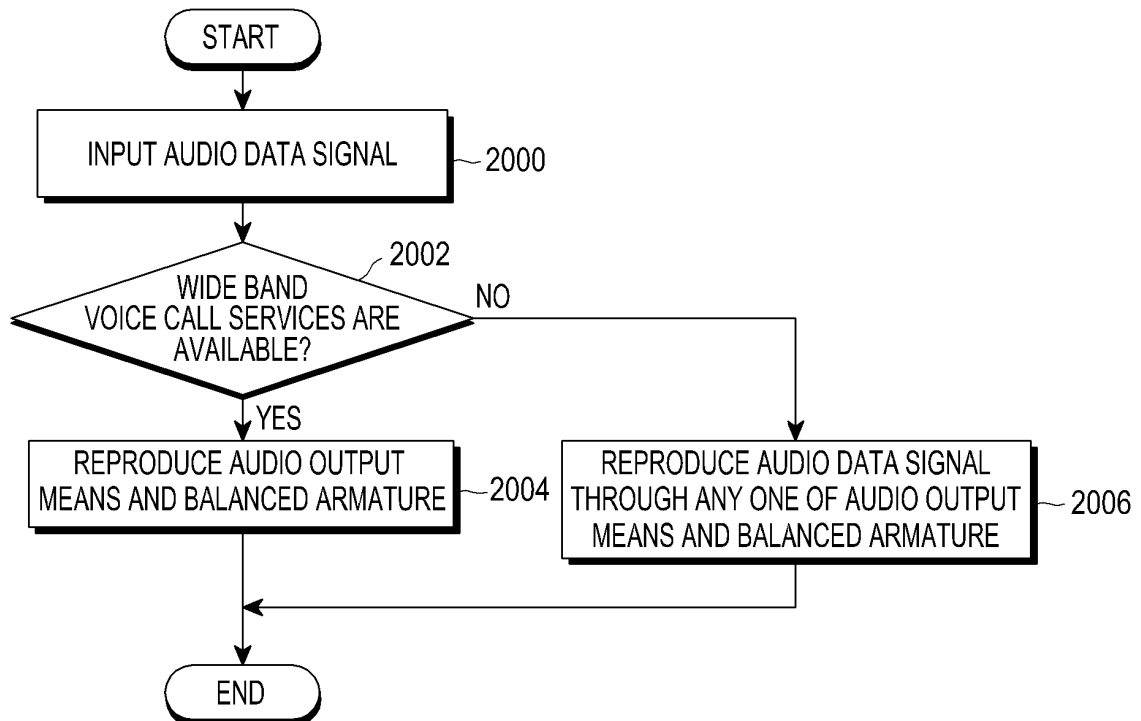 START
INPUT AUDIO DATA SIGNAL
2000
2002
WIDE BAND
VOICE CALL SERVICES ARE
AVAILABLE?
NO
YES
REPRODUCE AUDIO OUTPUT
MEANS AND BALANCED ARMATURE
2004
REPRODUCE AUDIO DATA SIGNAL
THROUGH ANY ONE OF AUDIO OUTPUT
MEANS AND BALANCED ARMATURE
2006
END